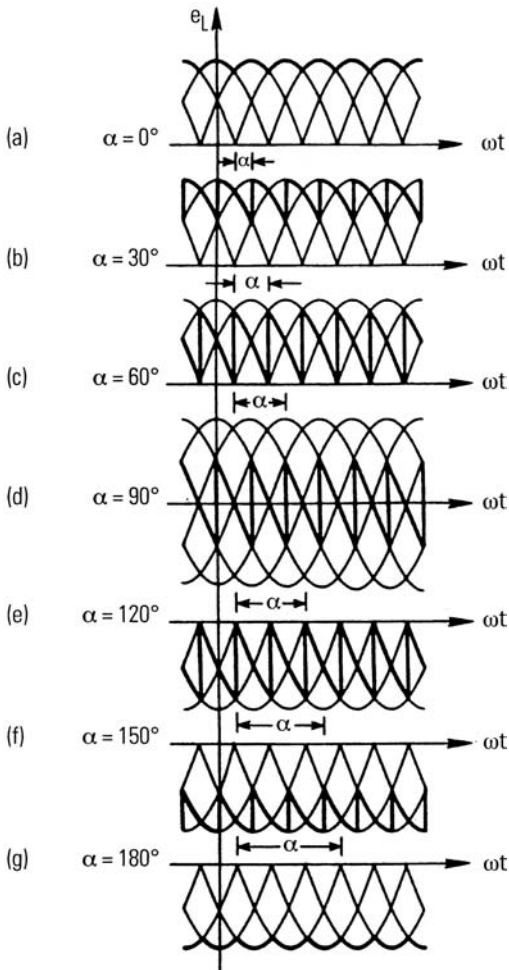 e_L
(a) α = 0° ωt
α
(b) α = 30° ωt
α
(c) α = 60° ωt
α
(d) α = 90° ωt
α
(e) α = 120° ωt
α
(f) α = 150° ωt
α
(g) α = 180° ωt